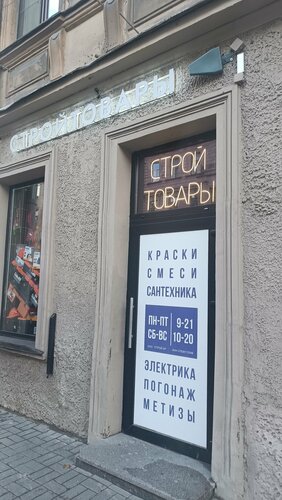 СТРОЙТОВАРЫ
СТРОЙ
ТОВАРЫ
КРАСКИ
СМЕСИ
САНТЕХНИКА
ПН-ПТ 9-21
СБ-ВС 10-20
ЭЛЕКТРИКА
ПОГОНАЖ
МЕТИЗЫ